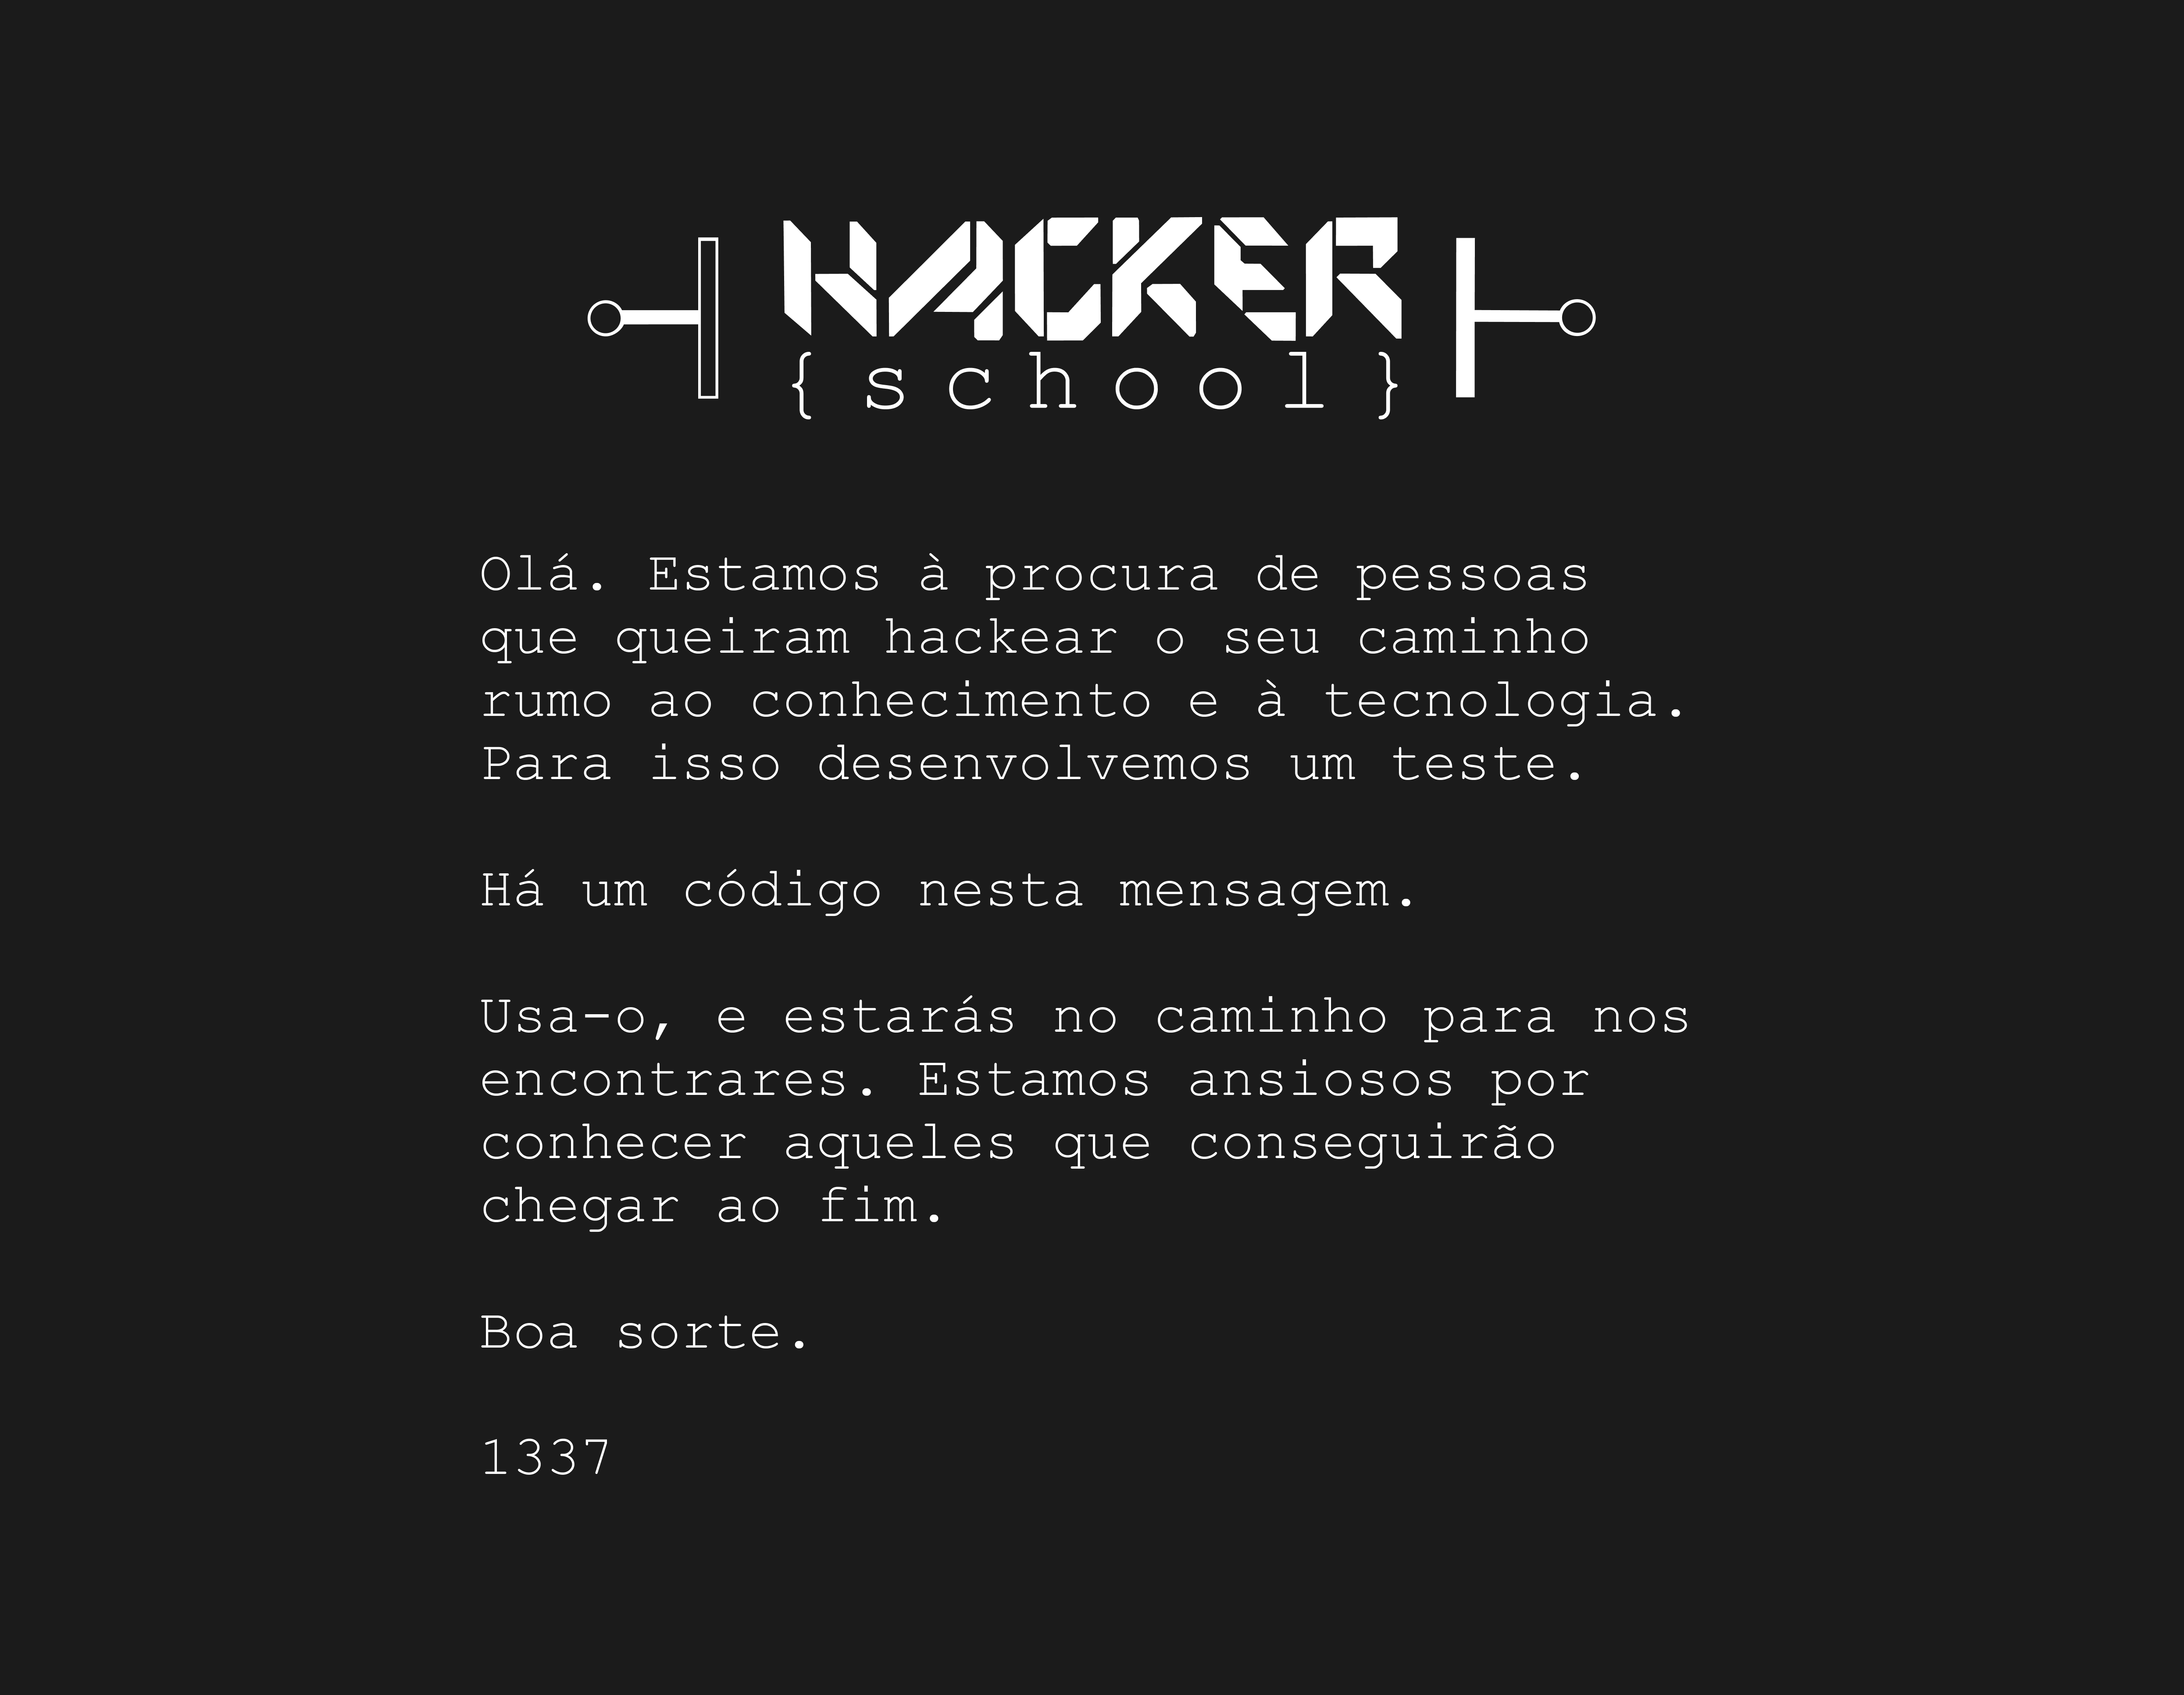 HACKER
{school}
Olá. Estamos à procura de pessoas
que queiram hackear o seu caminho
rumo ao conhecimento e à tecnologia.
Para isso desenvolvemos um teste.
Há um código nesta mensagem.
Usa-o, e estarás no caminho para nos
encontrares. Estamos ansiosos por
conhecer aqueles que conseguirão
chegar ao fim.
Boa sorte.
1337